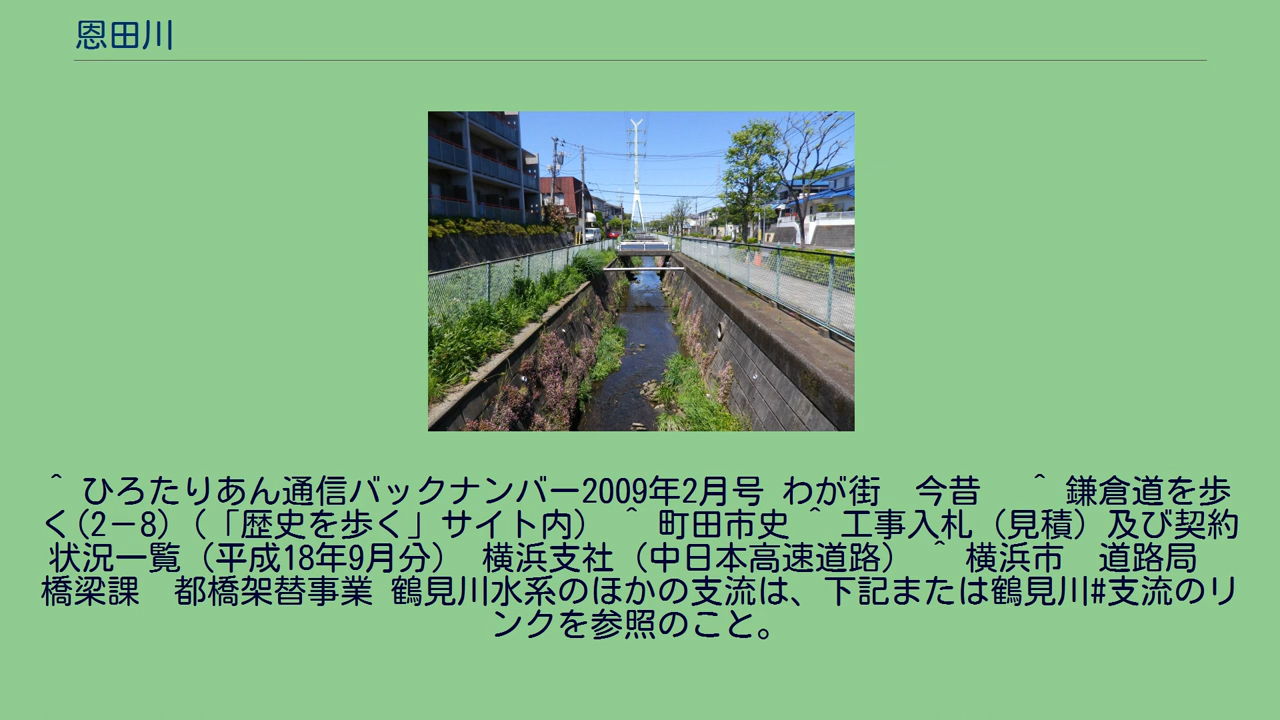 恩田川
^ ひろたりあん通信バックナンバー2009年2月号 わが街　今昔　 ^ 鎌倉道を歩
く(2－8)（「歴史を歩く」サイト内） ^ 町田市史 ^ 工事入札（見積）及び契約
状況一覧（平成18年9月分） 横浜支社（中日本高速道路） ^ 横浜市　道路局
橋梁課　都橋架替事業 鶴見川水系のほかの支流は、下記または鶴見川#支流のリ
ンクを参照のこと。